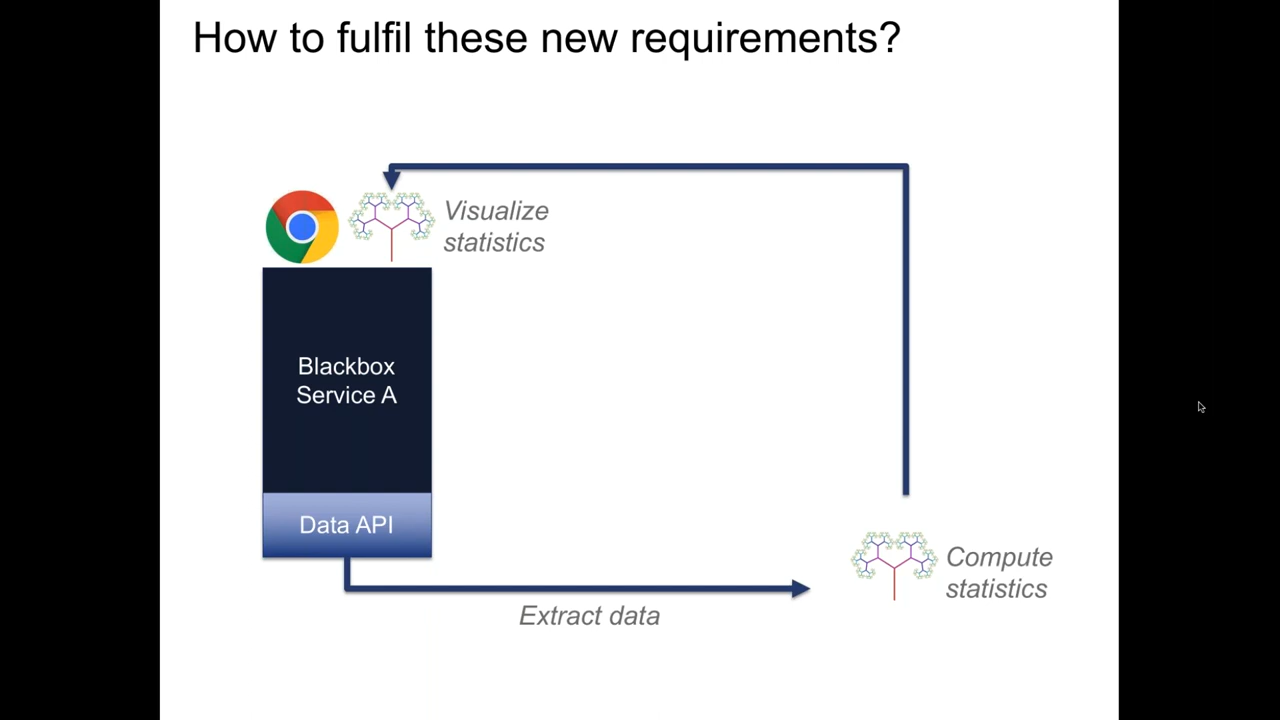 How to fulfil these new requirements?
Visualize
statistics
Blackbox
Service A
Data API
Extract data
Compute
statistics